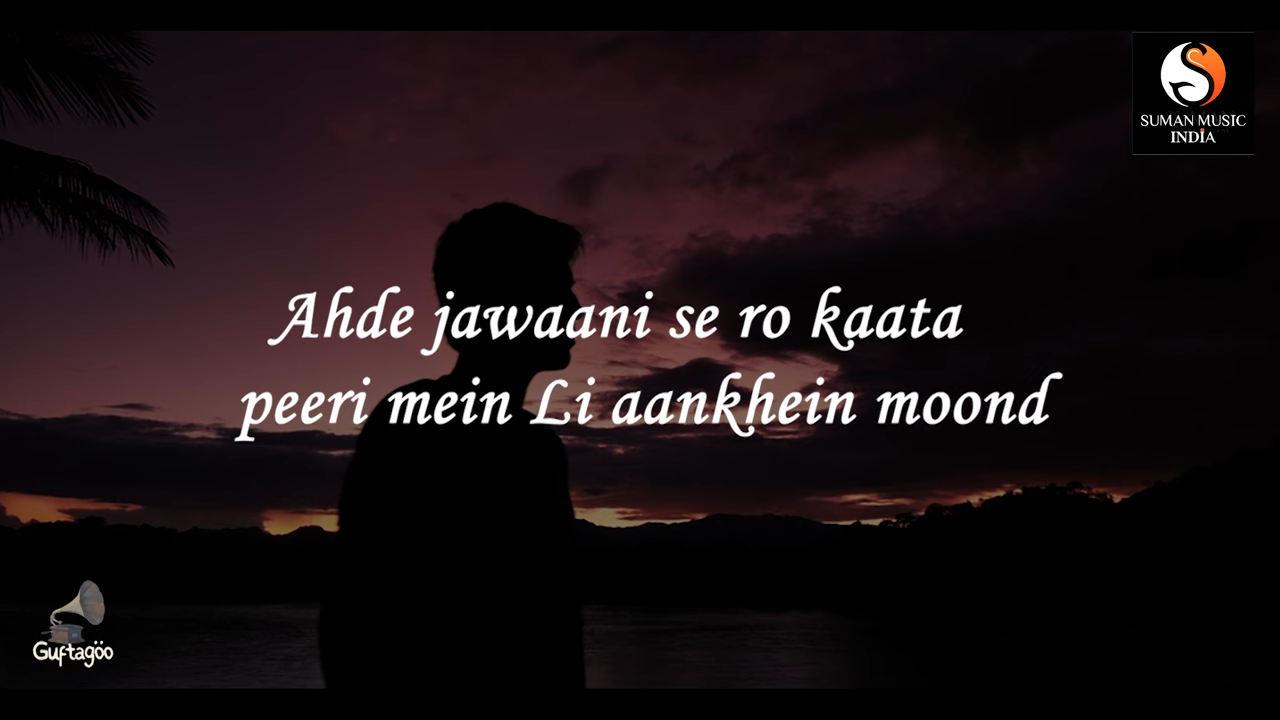 SUMAN MUSIC
INDIA
Ahde jawaani se ro kaata
peeri mein Li aankhein moond
Guftagöo